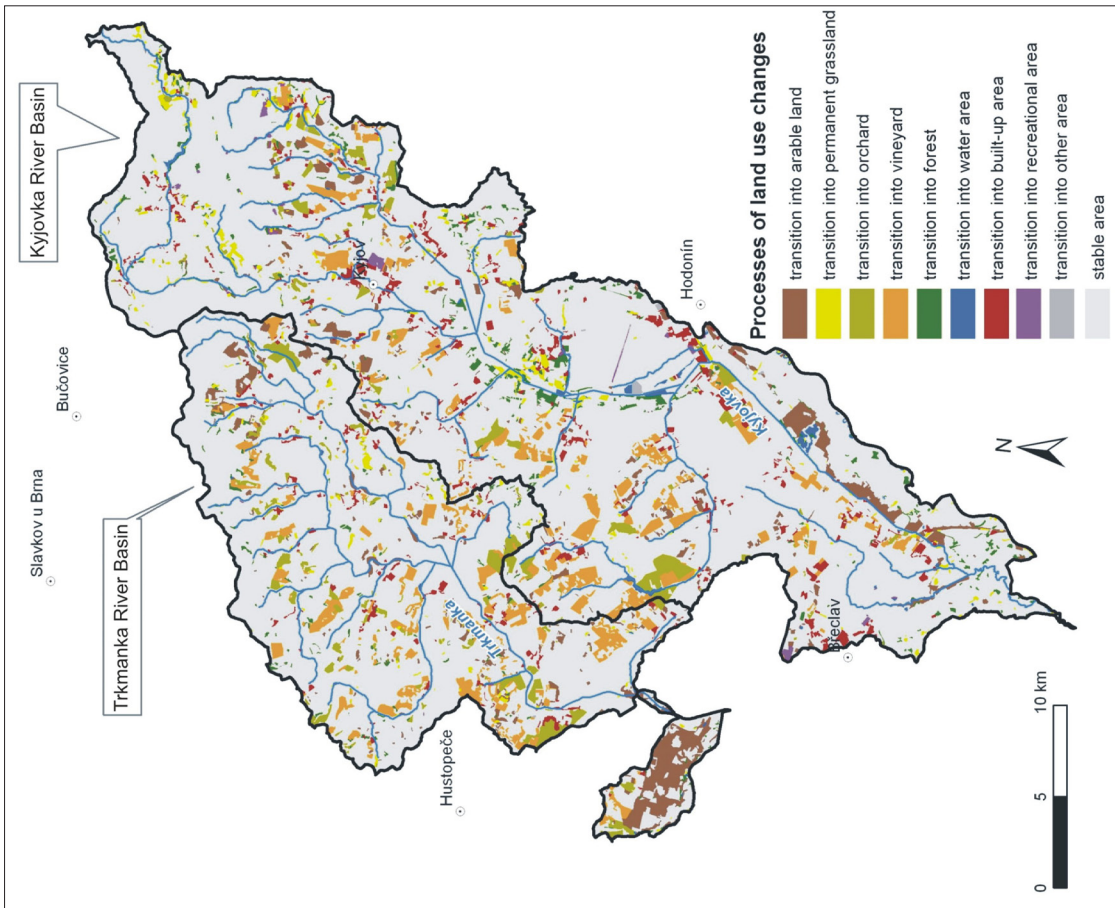 Slavkov u Brna
Bučovice
Trkmanka River Basin
Kyjovka River Basin
Kyjov
Hustopeče
Trkmanka
Hodonín
Kyjovka
Břeclav
N
0 5 10 km
Processes of land use changes
transition into arable land
transition into permanent grassland
transition into orchard
transition into vineyard
transition into forest
transition into water area
transition into built-up area
transition into recreational area
transition into other area
stable area